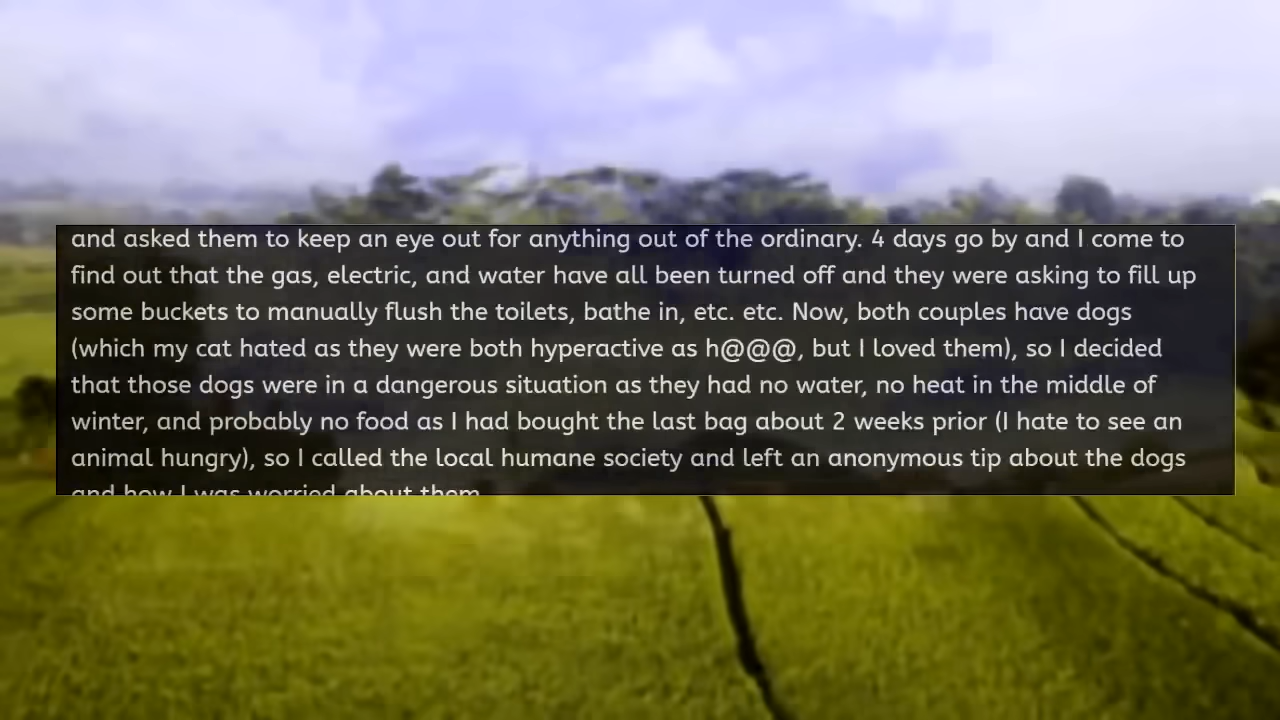 and asked them to keep an eye out for anything out of the ordinary. 4 days go by and I come to
find out that the gas, electric, and water have all been turned off and they were asking to fill up
some buckets to manually flush the toilets, bathe in, etc. etc. Now, both couples have dogs
(which my cat hated as they were both hyperactive as h@@@, but I loved them), so I decided
that those dogs were in a dangerous situation as they had no water, no heat in the middle of
winter, and probably no food as I had bought the last bag about 2 weeks prior (I hate to see an
animal hungry), so I called the local humane society and left an anonymous tip about the dogs
and how I was worried about them